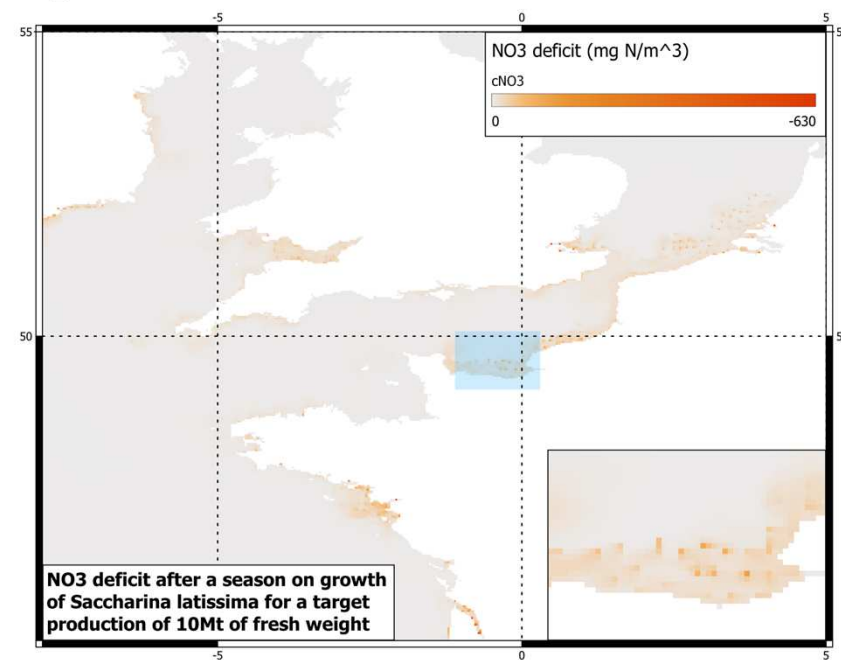 -5 0 5
55 5
NO3 deficit (mg N/m^3)
cNO3
0 -630
50 5
NO3 deficit after a season on growth
of Saccharina latissima for a target
production of 10Mt of fresh weight
-5 0 5